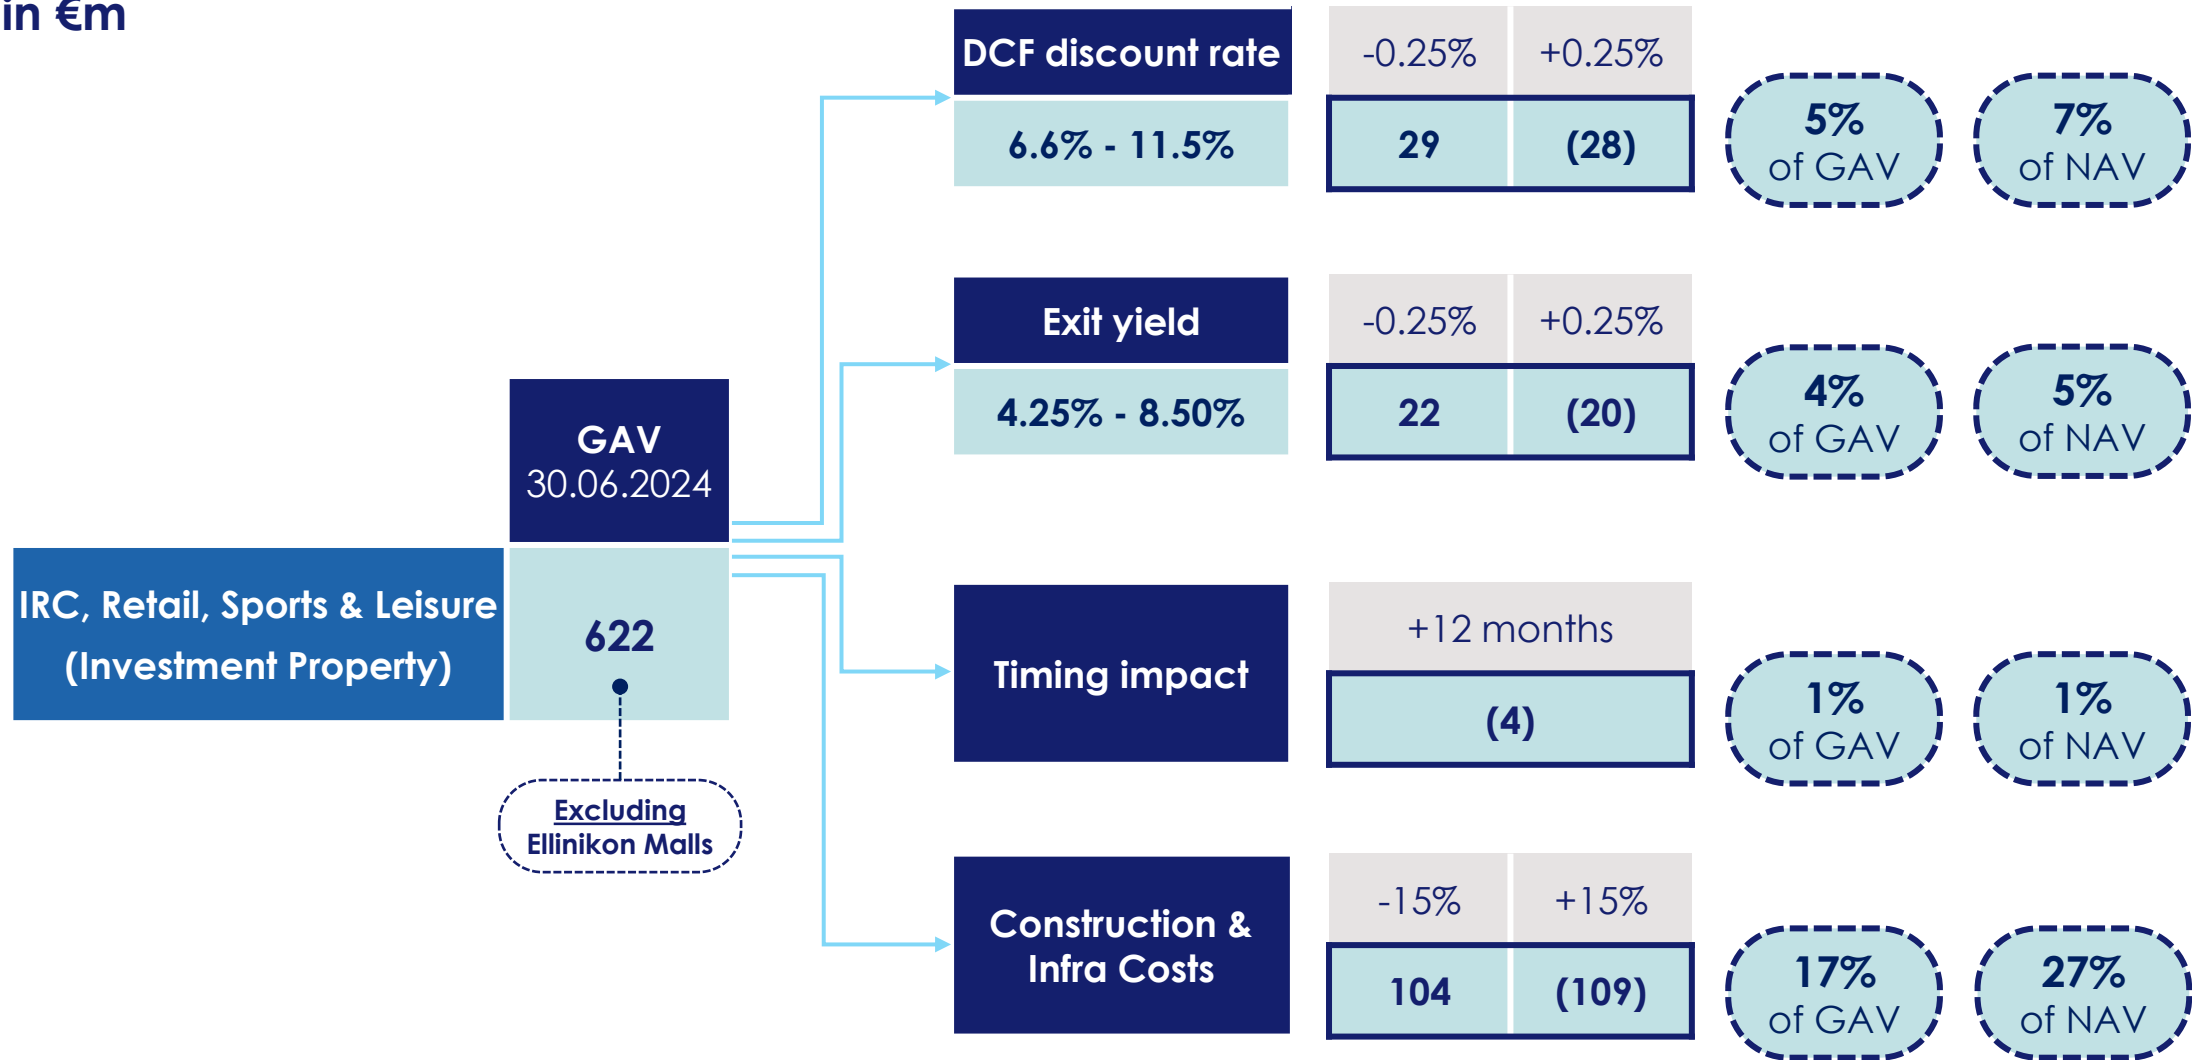 in €m
DCF discount rate
-0.25%
+0.25%
6.6% - 11.5%
29
(28)
5%
of GAV
7%
of NAV
Exit yield
-0.25%
+0.25%
4.25% - 8.50%
22
(20)
4%
of GAV
5%
of NAV
GAV
30.06.2024
IRC, Retail, Sports & Leisure
(Investment Property)
622
Excluding
Ellinikon Malls
Timing impact
+12 months
(4)
1%
of GAV
1%
of NAV
Construction &
Infra Costs
-15%
+15%
104
(109)
17%
of GAV
27%
of NAV